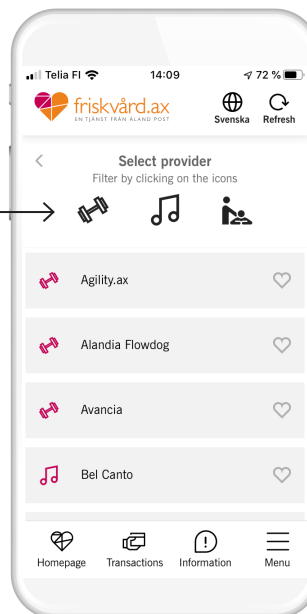 Telia FI 14:09 72 %
friskvård.ax
EN TJÄNST FRÅN ÅLAND POST
Svenska Refresh
Select provider
Filter by clicking on the icons
Agility.ax
Alandia Flowdog
Avancia
Bel Canto
Homepage Transactions Information Menu